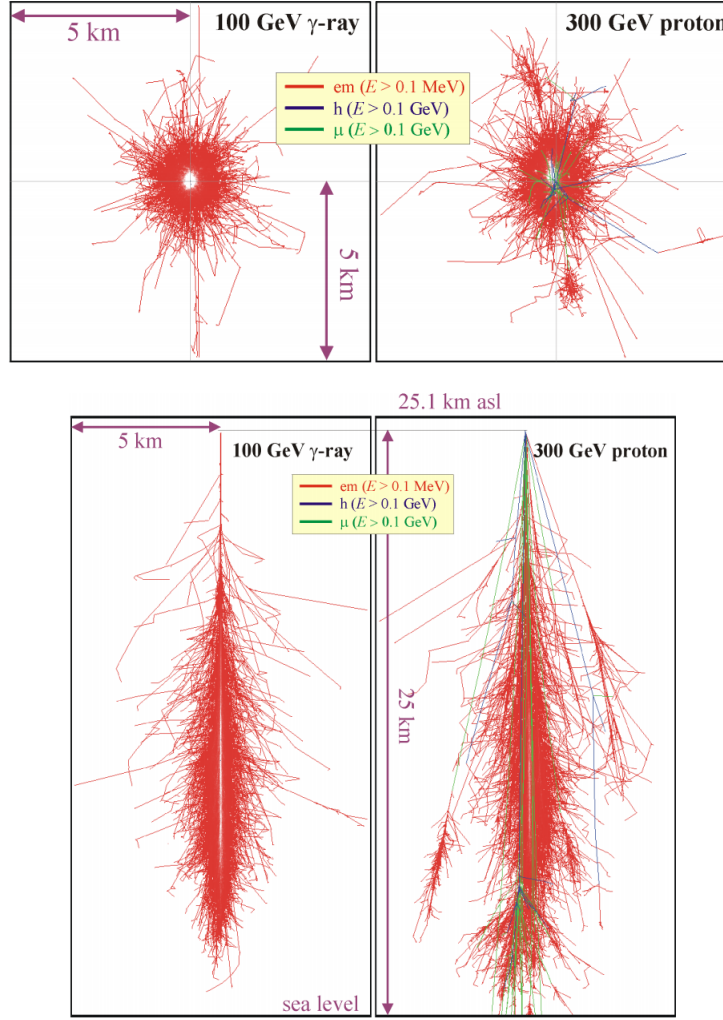 5 km
100 GeV γ-ray
300 GeV proton
em (E > 0.1 MeV)
h (E > 0.1 GeV)
μ (E > 0.1 GeV)
5 km
25.1 km asl
5 km
100 GeV γ-ray
300 GeV proton
em (E > 0.1 MeV)
h (E > 0.1 GeV)
μ (E > 0.1 GeV)
25 km
sea level